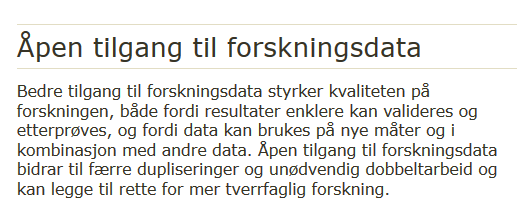 Åpen tilgang til forskningsdata
Bedre tilgang til forskningsdata styrker kvaliteten på
forskningen, både fordi resultater enklere kan valideres og
etterprøves, og fordi data kan brukes på nye måter og i
kombinasjon med andre data. Åpen tilgang til forskningsdata
bidrar til færre dupliseringer og unødvendig dobbeltarbeid og
kan legge til rette for mer tverrfaglig forskning.